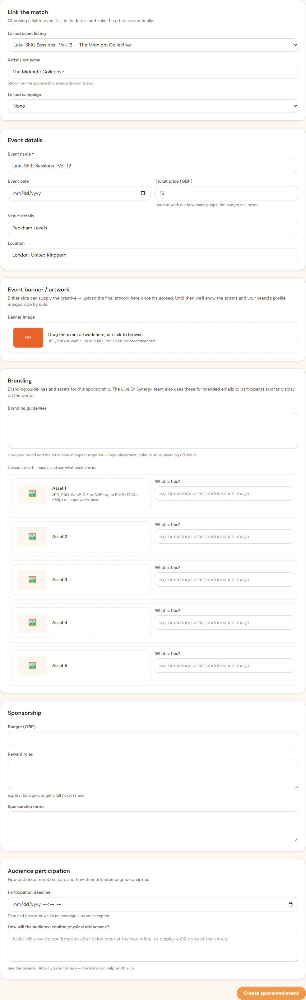 Link the match
Choosing a listed event fills in its details and links the artist automatically.
Linked event listing
Late-Shift Sessions · Vol. 12 — The Midnight Collective
Artist / act name
The Midnight Collective
Shown on the sponsorship alongside your brand.
Linked campaign
None
Event details
Event name *
Late-Shift Sessions · Vol. 12
Event date
mm/dd/yyyy
Ticket price (GBP)
12
Used to work out how many people the budget can cover.
Venue details
Peckham Levels
Location
London, United Kingdom
Event banner / artwork
Either side can supply the creative — upload the final artwork here once it's agreed. Until then we'll show the artist's and your brand's profile
images side by side.
Banner image
NW
Drag the event artwork here, or click to browse
JPG, PNG or WebP · up to 5 MB · 1600 × 600px recommended
Branding
Branding guidelines and assets for this sponsorship. The Live·En·Synergy team also uses these for branded emails to participants and for display
on the portal.
Branding guidelines
How your brand and the artist should appear together — logo placement, colours, tone, anything off-limits.
Upload up to 5 images, and say what each one is.
Asset 1
JPG, PNG, WebP, GIF or AVIF · up to 5 MB · 1200 ×
630px or larger works best
What is this?
e.g. brand logo, artist performance image
Asset 2
What is this?
e.g. brand logo, artist performance image
Asset 3
What is this?
e.g. brand logo, artist performance image
Asset 4
What is this?
e.g. brand logo, artist performance image
Asset 5
What is this?
e.g. brand logo, artist performance image
Sponsorship
Budget (GBP)
Reward rules
e.g. first 50 sign-ups get a full ticket refund
Sponsorship terms
Audience participation
How audience members join, and how their attendance gets confirmed.
Participation deadline
mm/dd/yyyy --:-- --
Date and time after which no new sign-ups are accepted.
How will the audience confirm physical attendance?
Artist will provide confirmation after ticket scan at the box office, or display a QR code at the venue.
See the general FAQs if you're not sure — the team can help set this up.
Create sponsored event